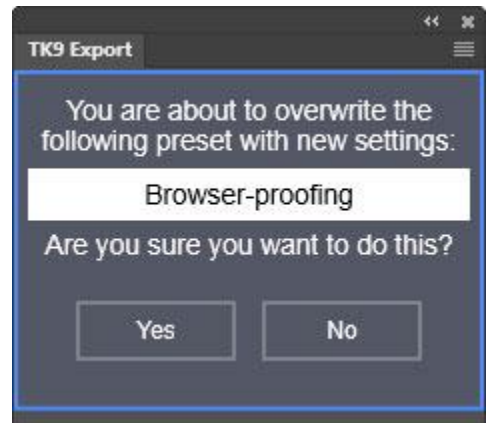 TK9 Export
You are about to overwrite the
following preset with new settings:
Browser-proofing
Are you sure you want to do this?
Yes No